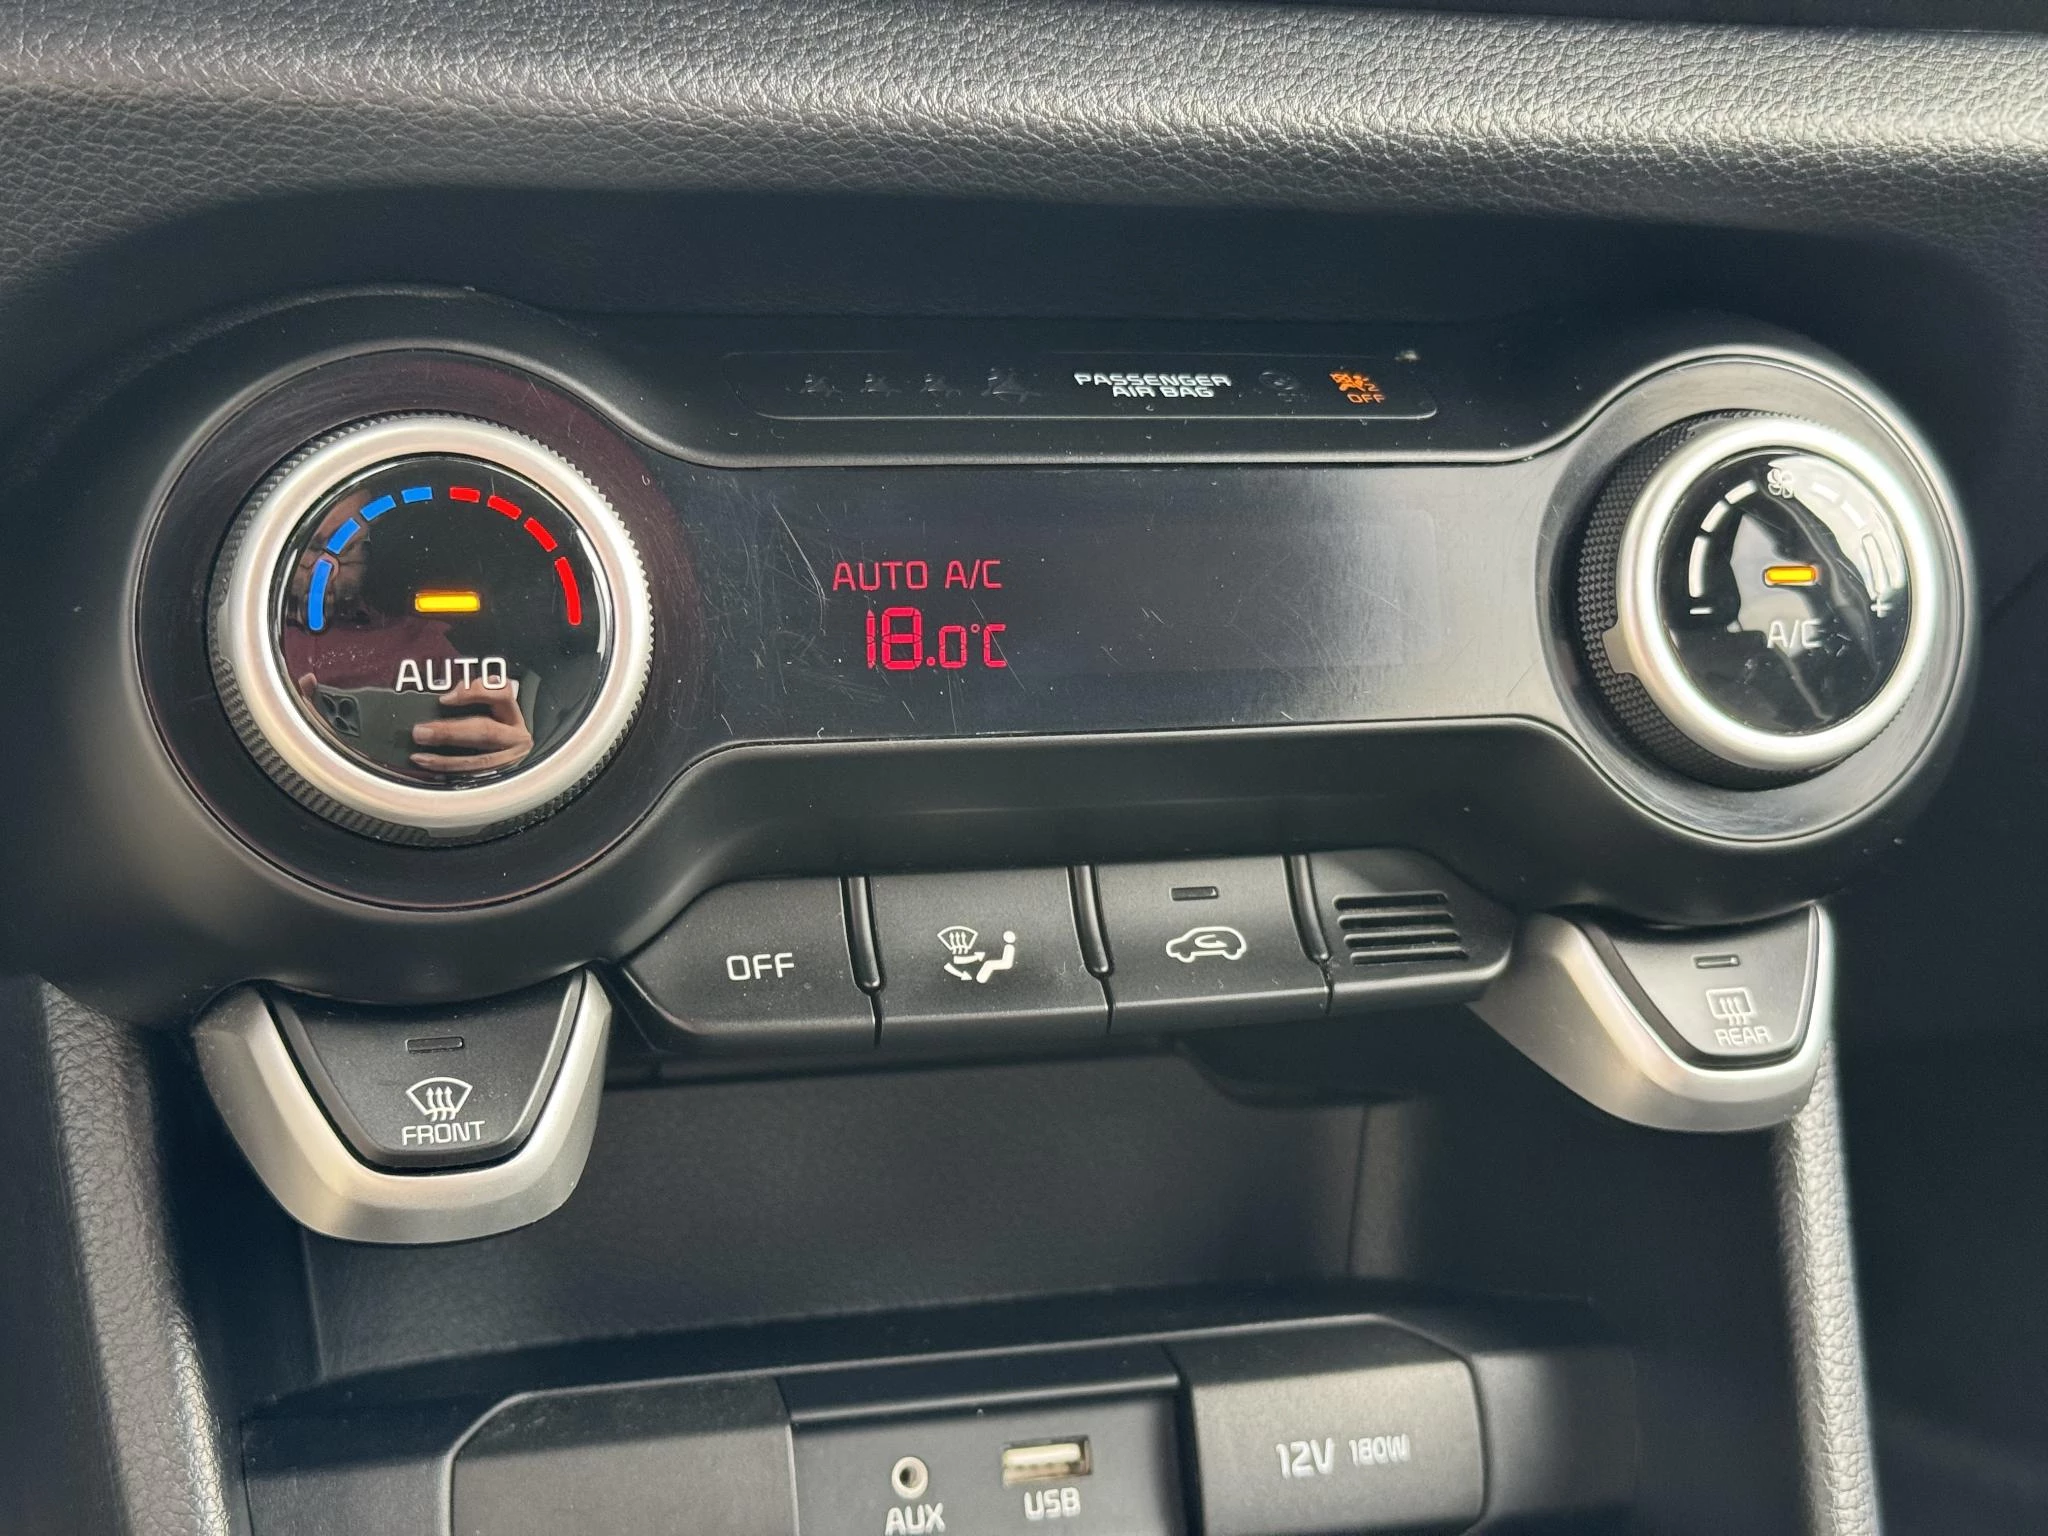 PASSENGER
AIR BAG
OFF
AUTO A/C
18.0°C
AUTO
- +
A/C
OFF
REAR
FRONT
12V 180W
AUX
USB